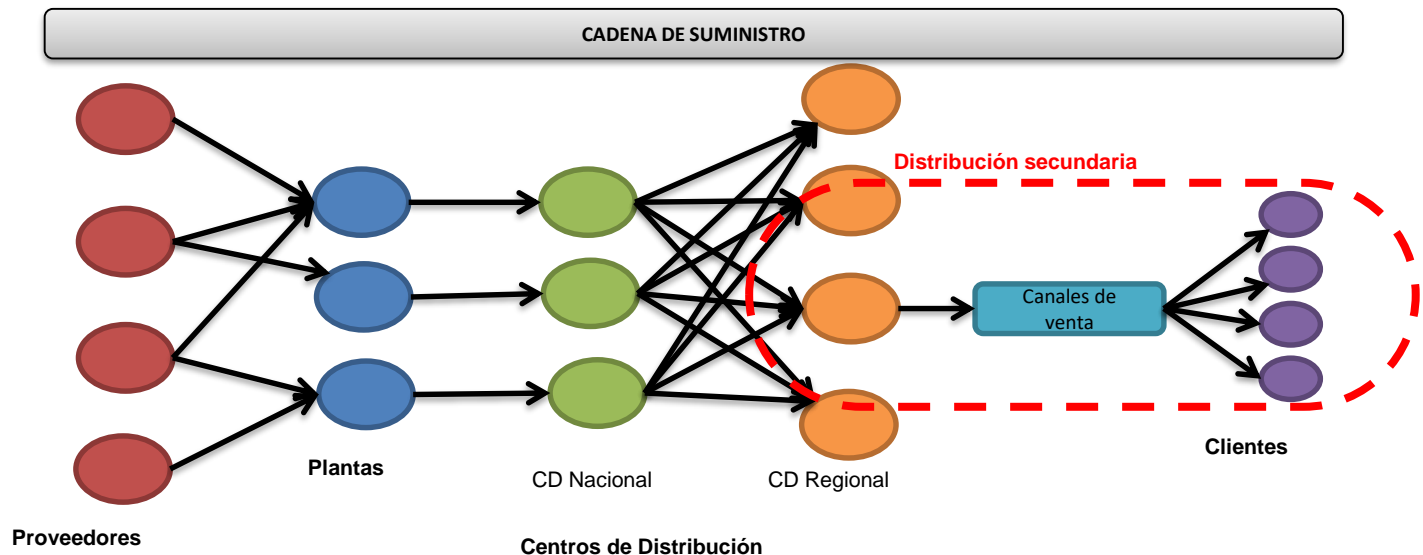 CADENA DE SUMINISTRO
Distribución secundaria
Canales de
venta
Clientes
Plantas
CD Nacional
CD Regional
Proveedores
Centros de Distribución